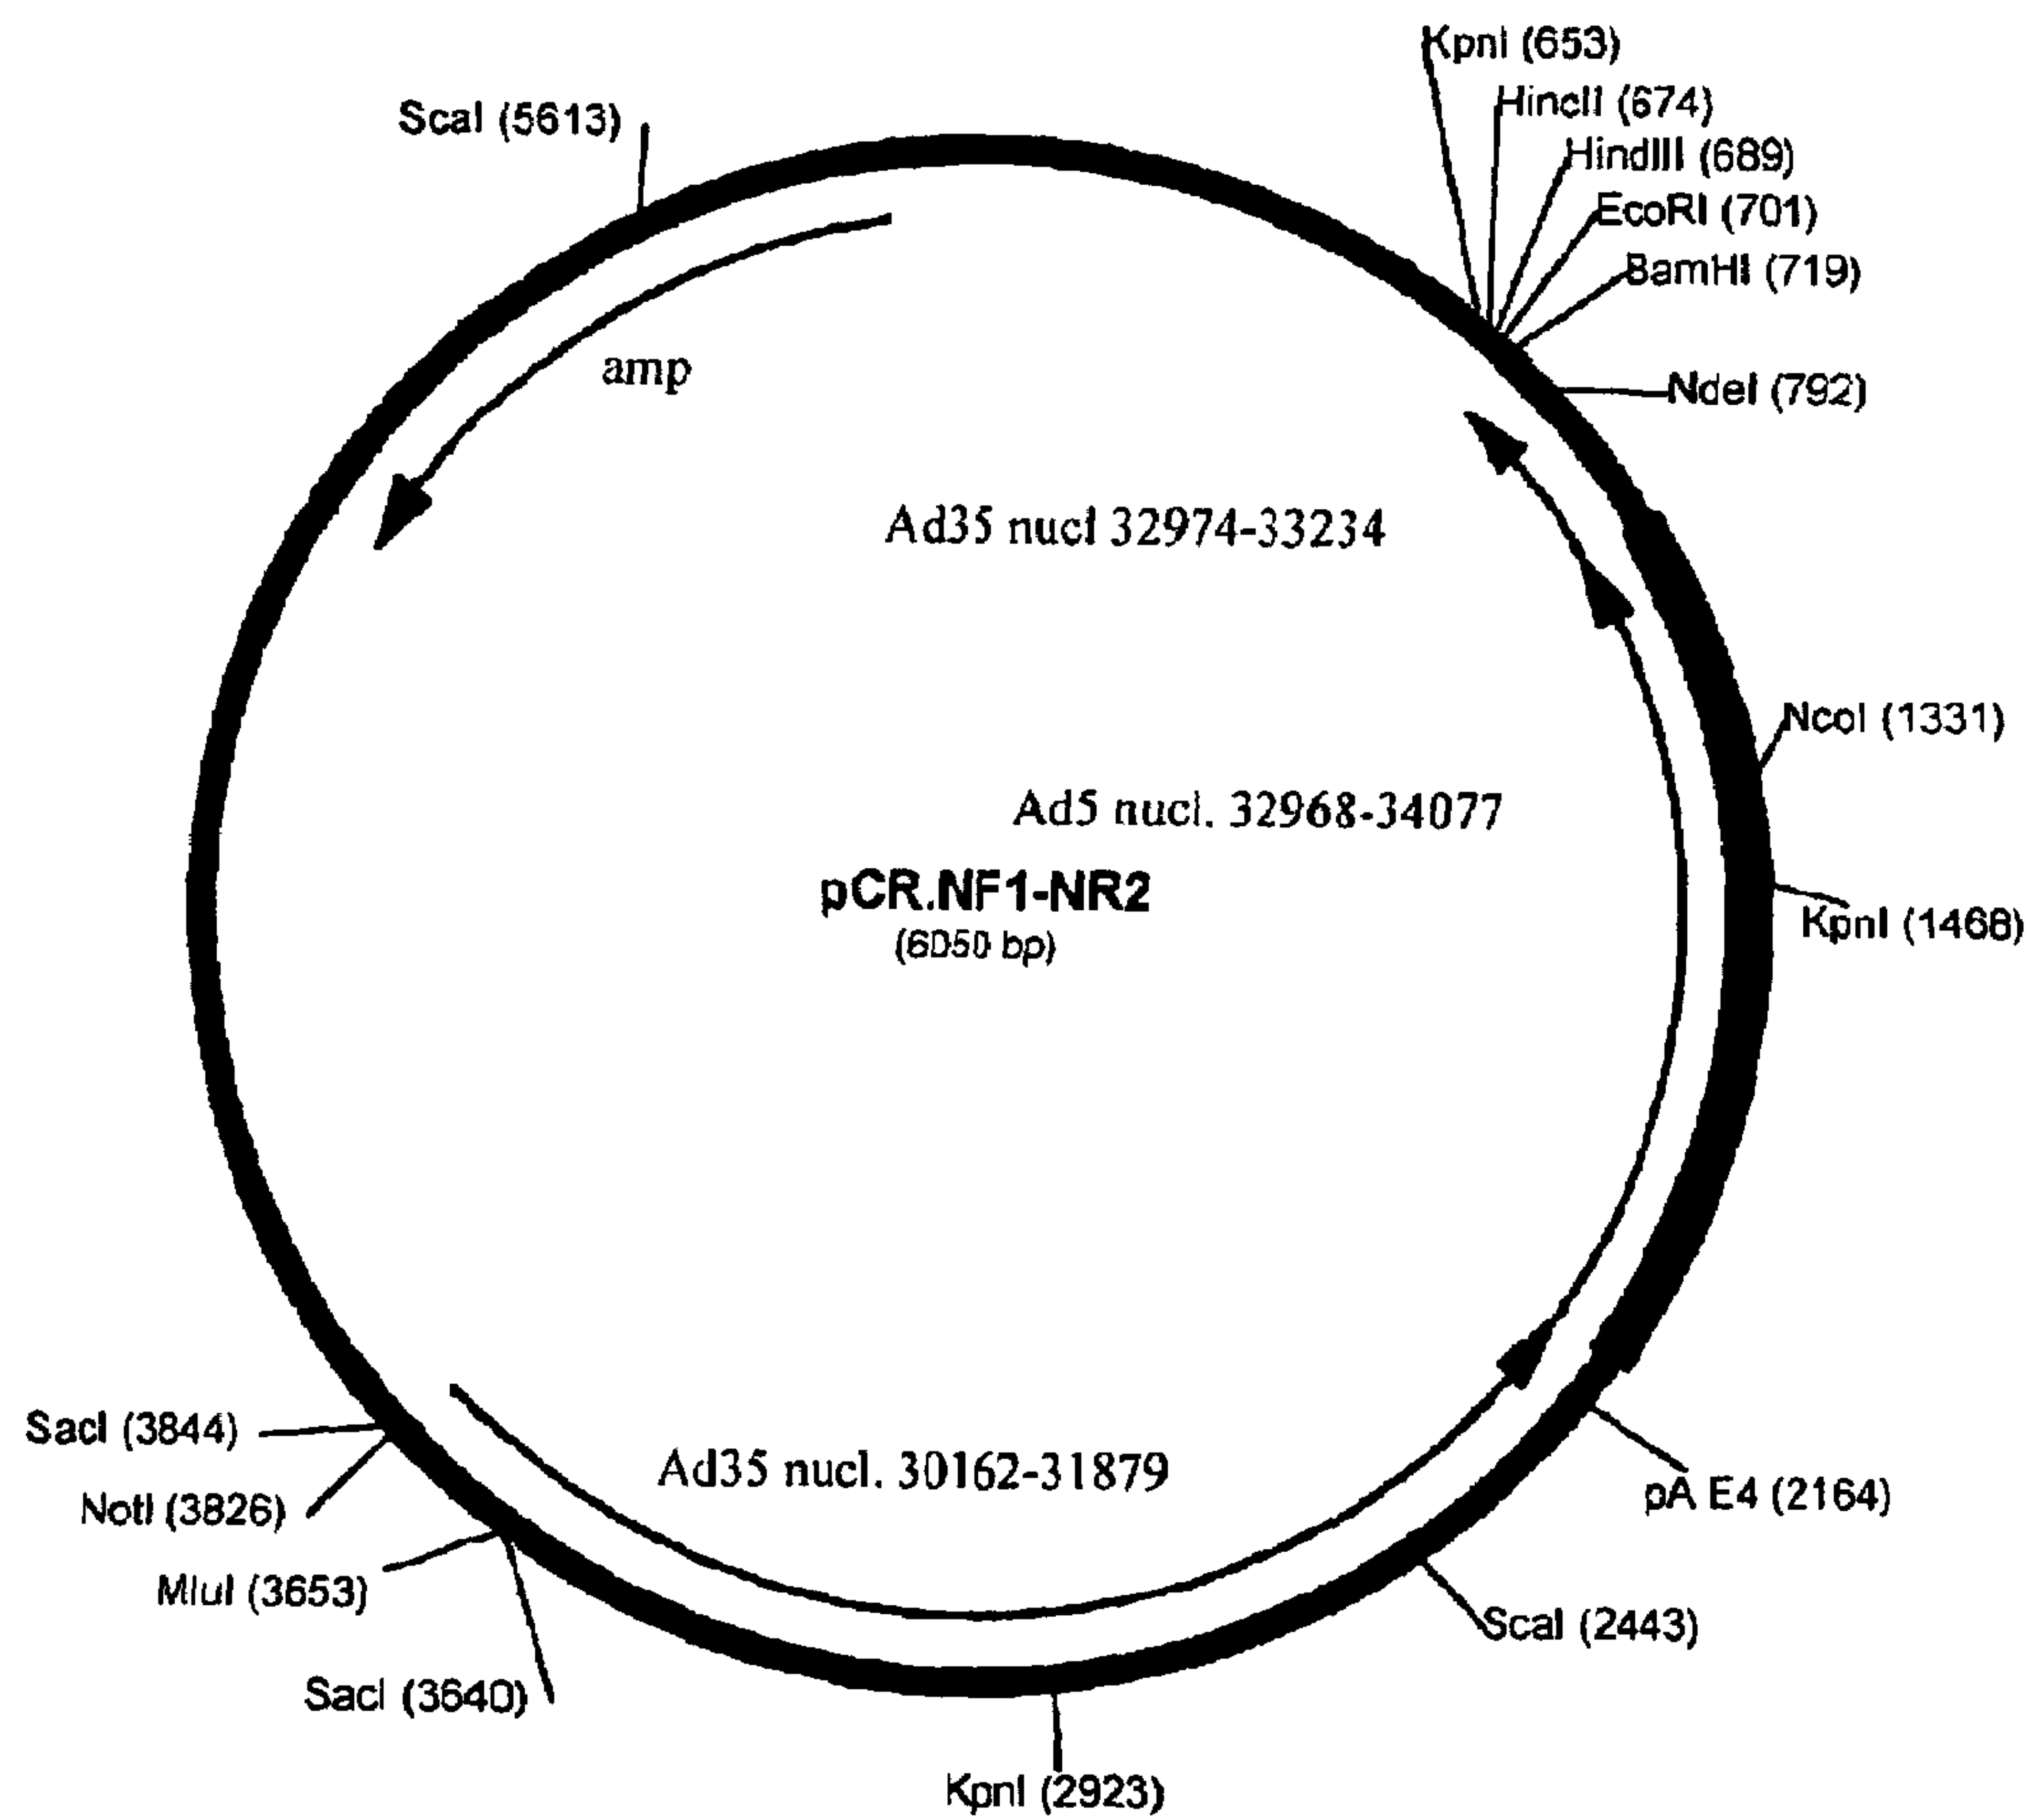 KpnI (653)
HincII (674)
ScaI (5613)
HindIII (689)
EcoRI (701)
BamHI (719)
amp
NdeI (792)
Ad35 nucl 32974-33234
NcoI (1331)
Ad5 nucl. 32968-34077
pCR.NF1-NR2
KpnI (1468)
(6050 bp)
SacI (3844)
Ad35 nucl. 30162-31879
pA E4 (2164)
NotI (3826)
MluI (3653)
ScaI (2443)
SacI (3640)
KpnI (2923)